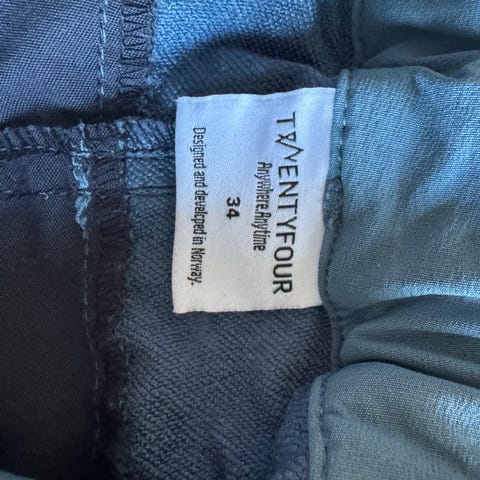 TWENTYFOUR
Anywhere.Anytime
34
Designed and developed in Norway.